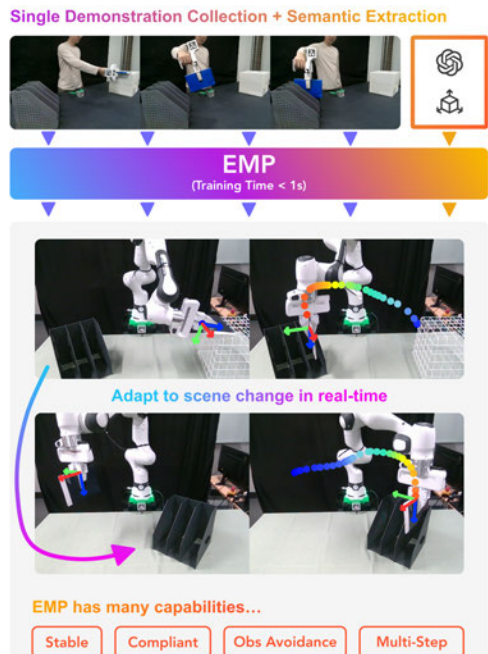 Single Demonstration Collection + Semantic Extraction
EMP
(Training Time < 1s)
Adapt to scene change in real-time
EMP has many capabilities…
Stable
Compliant
Obs Avoidance
Multi-Step